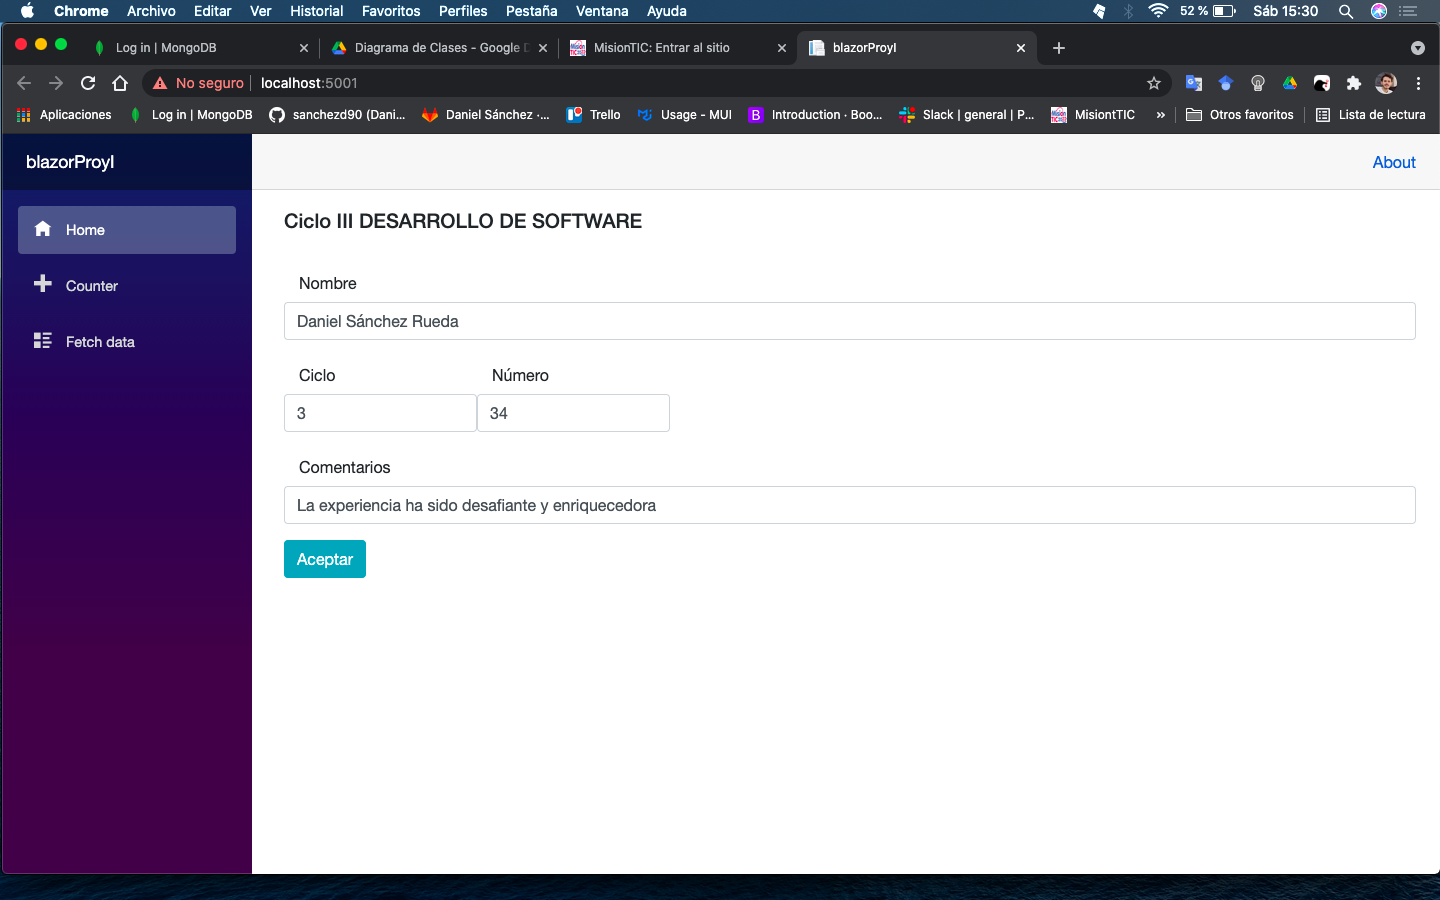 Chrome Archivo Editar Ver Historial Favoritos Perfiles Pestaña Ventana Ayuda 52 % Sáb 15:30
Log in | MongoDB Diagrama de Clases - Google D MisionTIC: Entrar al sitio blazorProyI
No seguro localhost:5001
Aplicaciones Log in | MongoDB sanchezd90 (Dani... Daniel Sánchez ·... Trello Usage - MUI Introduction · Boo... Slack | general | P... MisiontTIC » Otros favoritos Lista de lectura
blazorProyI About
Home
Counter
Fetch data
Ciclo III DESARROLLO DE SOFTWARE
Nombre
Daniel Sánchez Rueda
Ciclo Número
3 34
Comentarios
La experiencia ha sido desafiante y enriquecedora
Aceptar